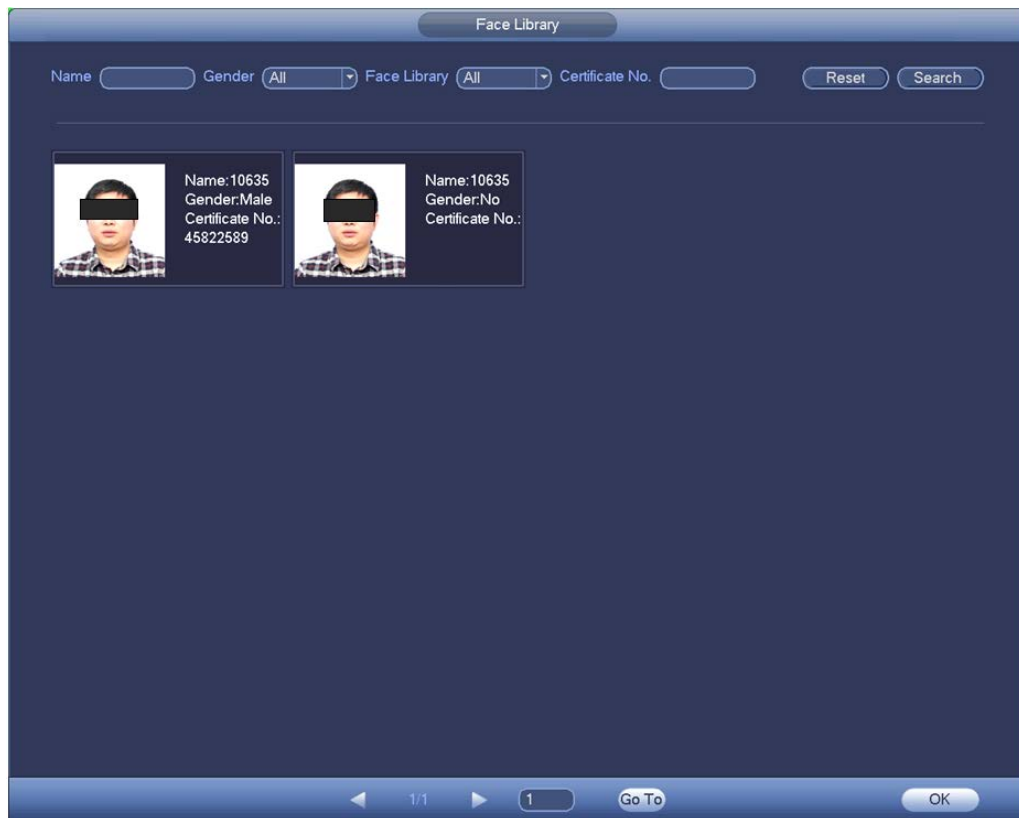 Face Library
Name Gender All Face Library All Certificate No. Reset Search
Name:10635
Gender:Male
Certificate No.:
45822589
Name:10635
Gender:No
Certificate No.:
1/1 1 Go To OK